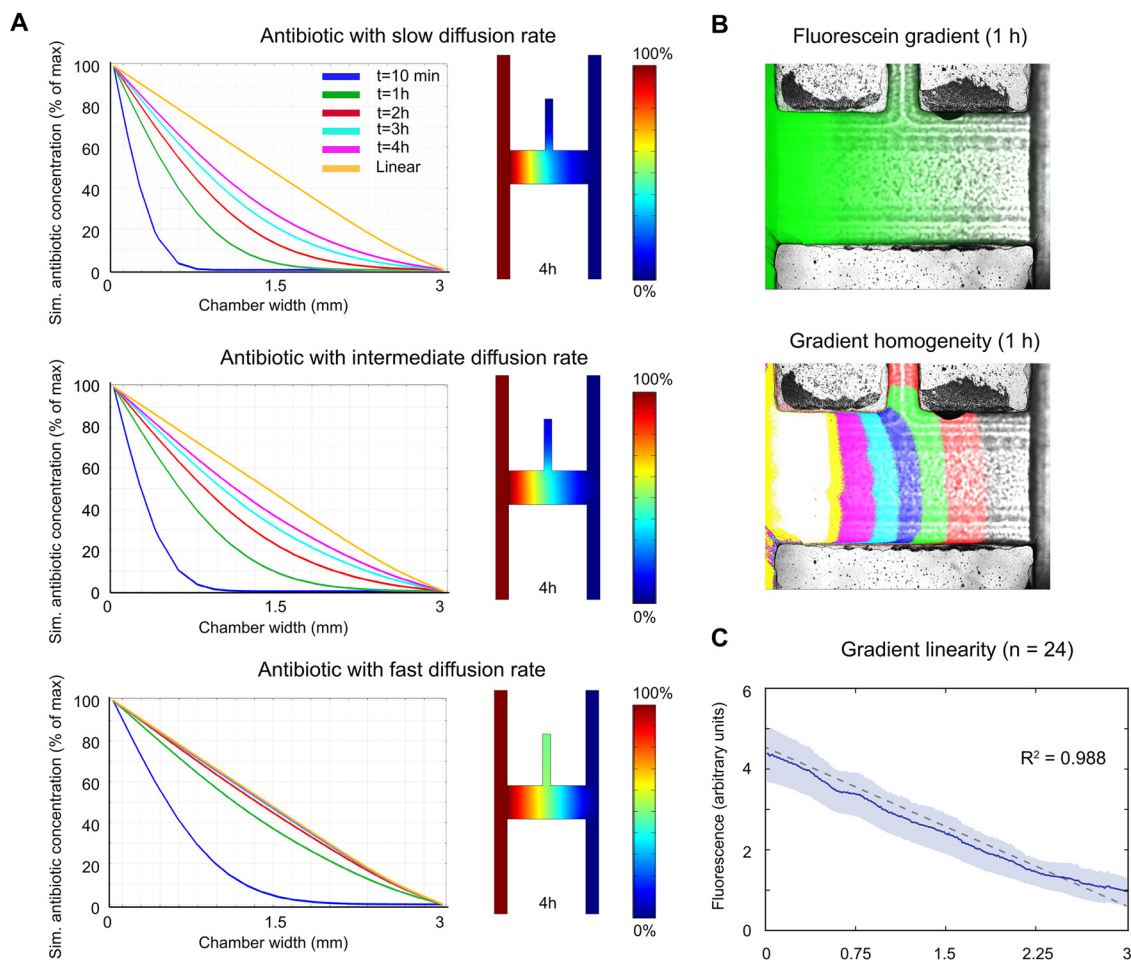 A
Antibiotic with slow diffusion rate
Sim. antibiotic concentration (% of max)
100
80
60
40
20
0
0
1.5
3
Chamber width (mm)
t=10 min
t=1h
t=2h
t=3h
t=4h
Linear
4h
100%
0%
Antibiotic with intermediate diffusion rate
Sim. antibiotic concentration (% of max)
100
80
60
40
20
0
0
1.5
3
Chamber width (mm)
4h
100%
0%
Antibiotic with fast diffusion rate
Sim. antibiotic concentration (% of max)
100
80
60
40
20
0
0
1.5
3
Chamber width (mm)
4h
100%
0%
B
Fluorescein gradient (1 h)
Gradient homogeneity (1 h)
C
Gradient linearity (n = 24)
Fluorescence (arbitrary units)
6
4
2
0
R² = 0.988
0
0.75
1.5
2.25
3